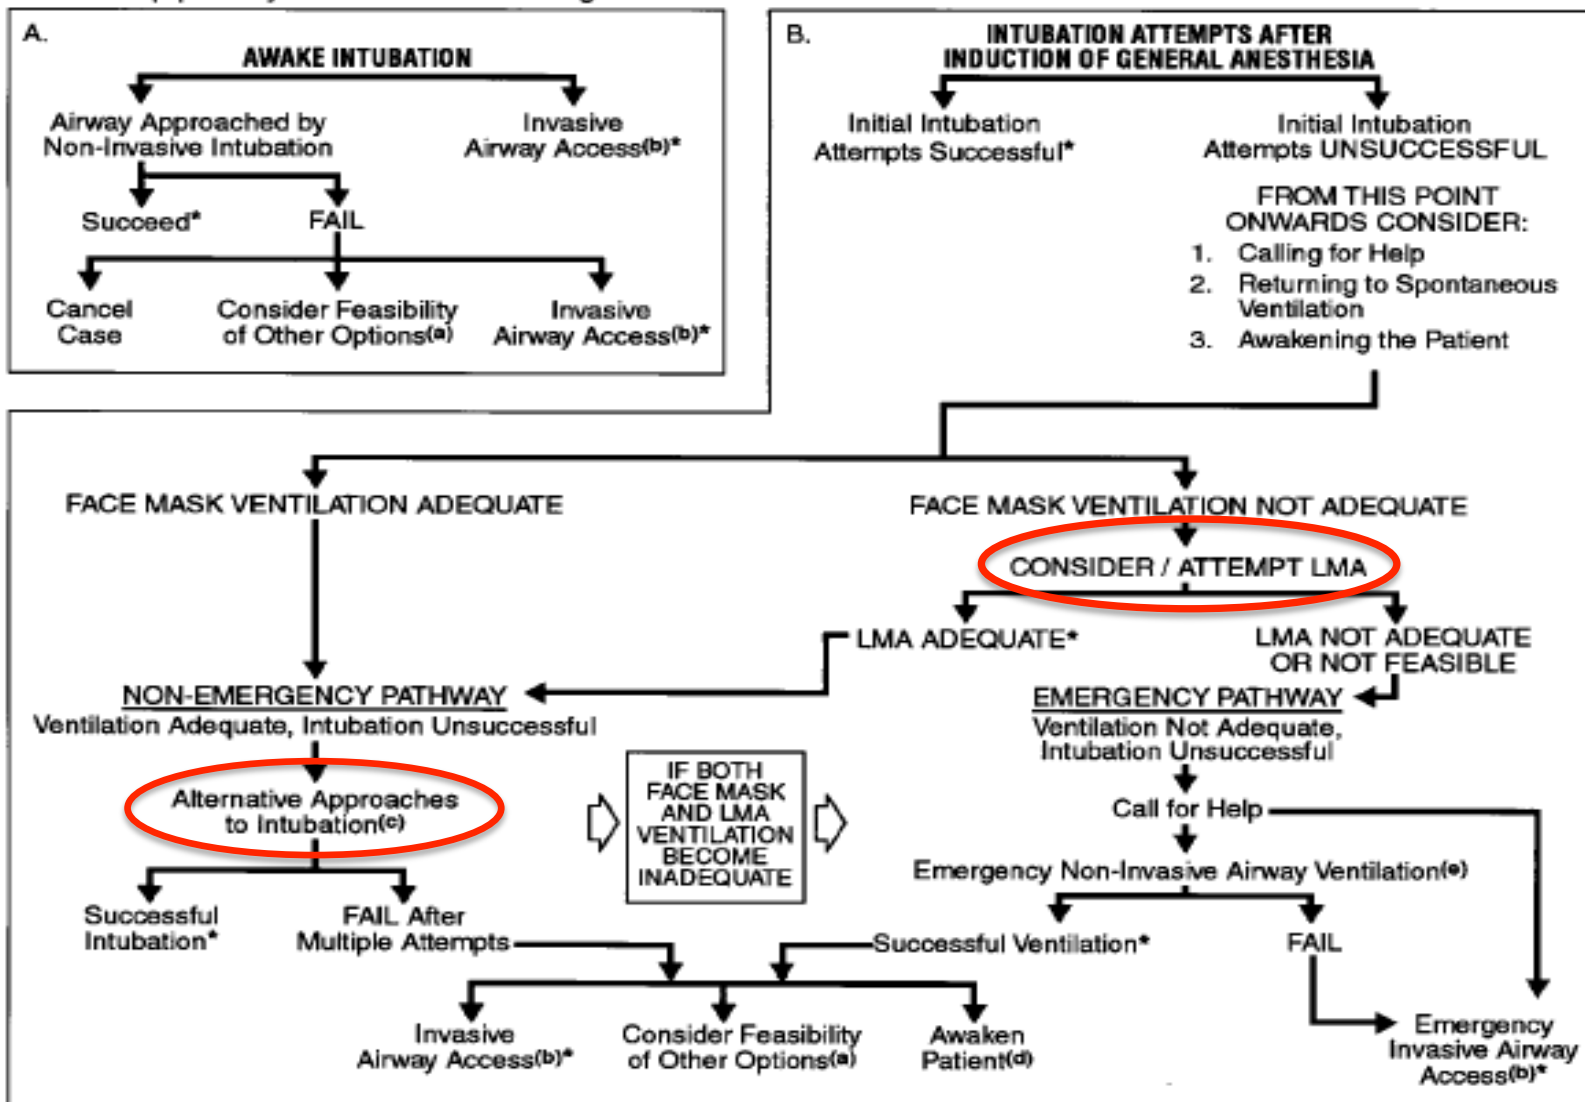 A.
AWAKE INTUBATION
Airway Approached by
Non-Invasive Intubation
Invasive
Airway Access(b)*
Succeed*
FAIL
Cancel
Case
Consider Feasibility
of Other Options(a)
Invasive
Airway Access(b)*
B.
INTUBATION ATTEMPTS AFTER
INDUCTION OF GENERAL ANESTHESIA
Initial Intubation
Attempts Successful*
Initial Intubation
Attempts UNSUCCESSFUL
FROM THIS POINT
ONWARDS CONSIDER:
1. Calling for Help
2. Returning to Spontaneous
Ventilation
3. Awakening the Patient
FACE MASK VENTILATION ADEQUATE
FACE MASK VENTILATION NOT ADEQUATE
CONSIDER / ATTEMPT LMA
LMA ADEQUATE*
LMA NOT ADEQUATE
OR NOT FEASIBLE
NON-EMERGENCY PATHWAY
Ventilation Adequate, Intubation Unsuccessful
EMERGENCY PATHWAY
Ventilation Not Adequate,
Intubation Unsuccessful
Alternative Approaches
to Intubation(c)
IF BOTH
FACE MASK
AND LMA
VENTILATION
BECOME
INADEQUATE
Call for Help
Emergency Non-Invasive Airway Ventilation(e)
Successful
Intubation*
FAIL After
Multiple Attempts
Successful Ventilation*
FAIL
Invasive
Airway Access(b)*
Consider Feasibility
of Other Options(a)
Awaken
Patient(d)
Emergency
Invasive Airway
Access(b)*